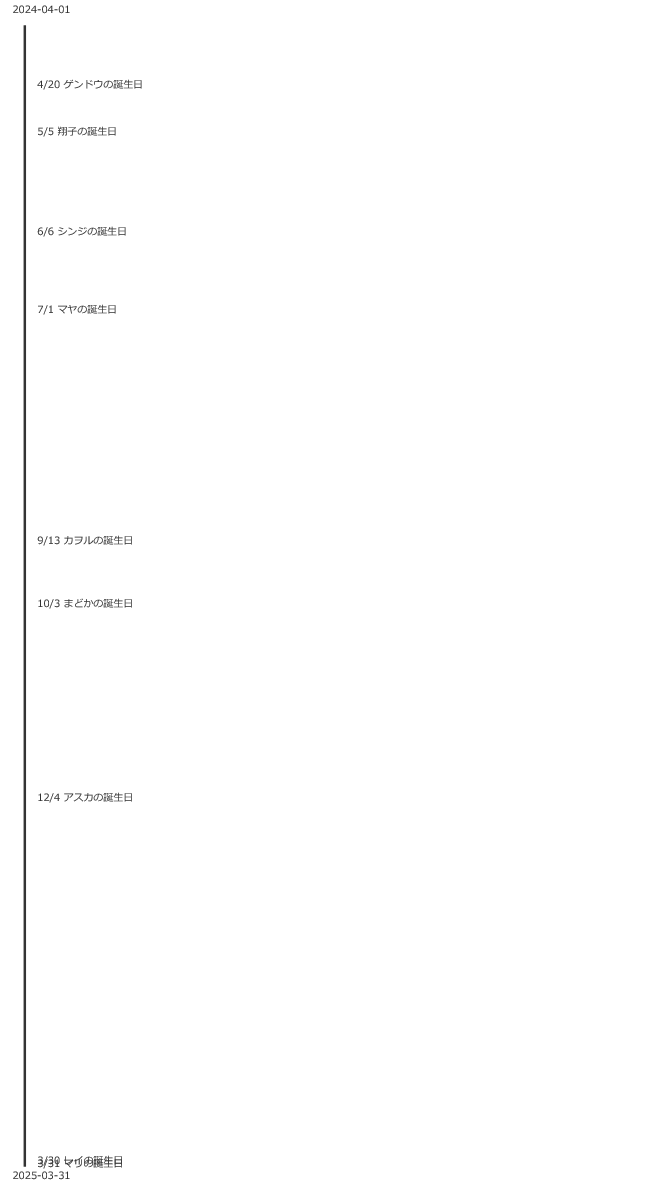 2024-04-01
4/20 ゲンドウの誕生日
5/5 翔子の誕生日
6/6 シンジの誕生日
7/1 マヤの誕生日
9/13 カヲルの誕生日
10/3 まどかの誕生日
12/4 アスカの誕生日
3/30 レイの誕生日
3/31 マリの誕生日
2025-03-31